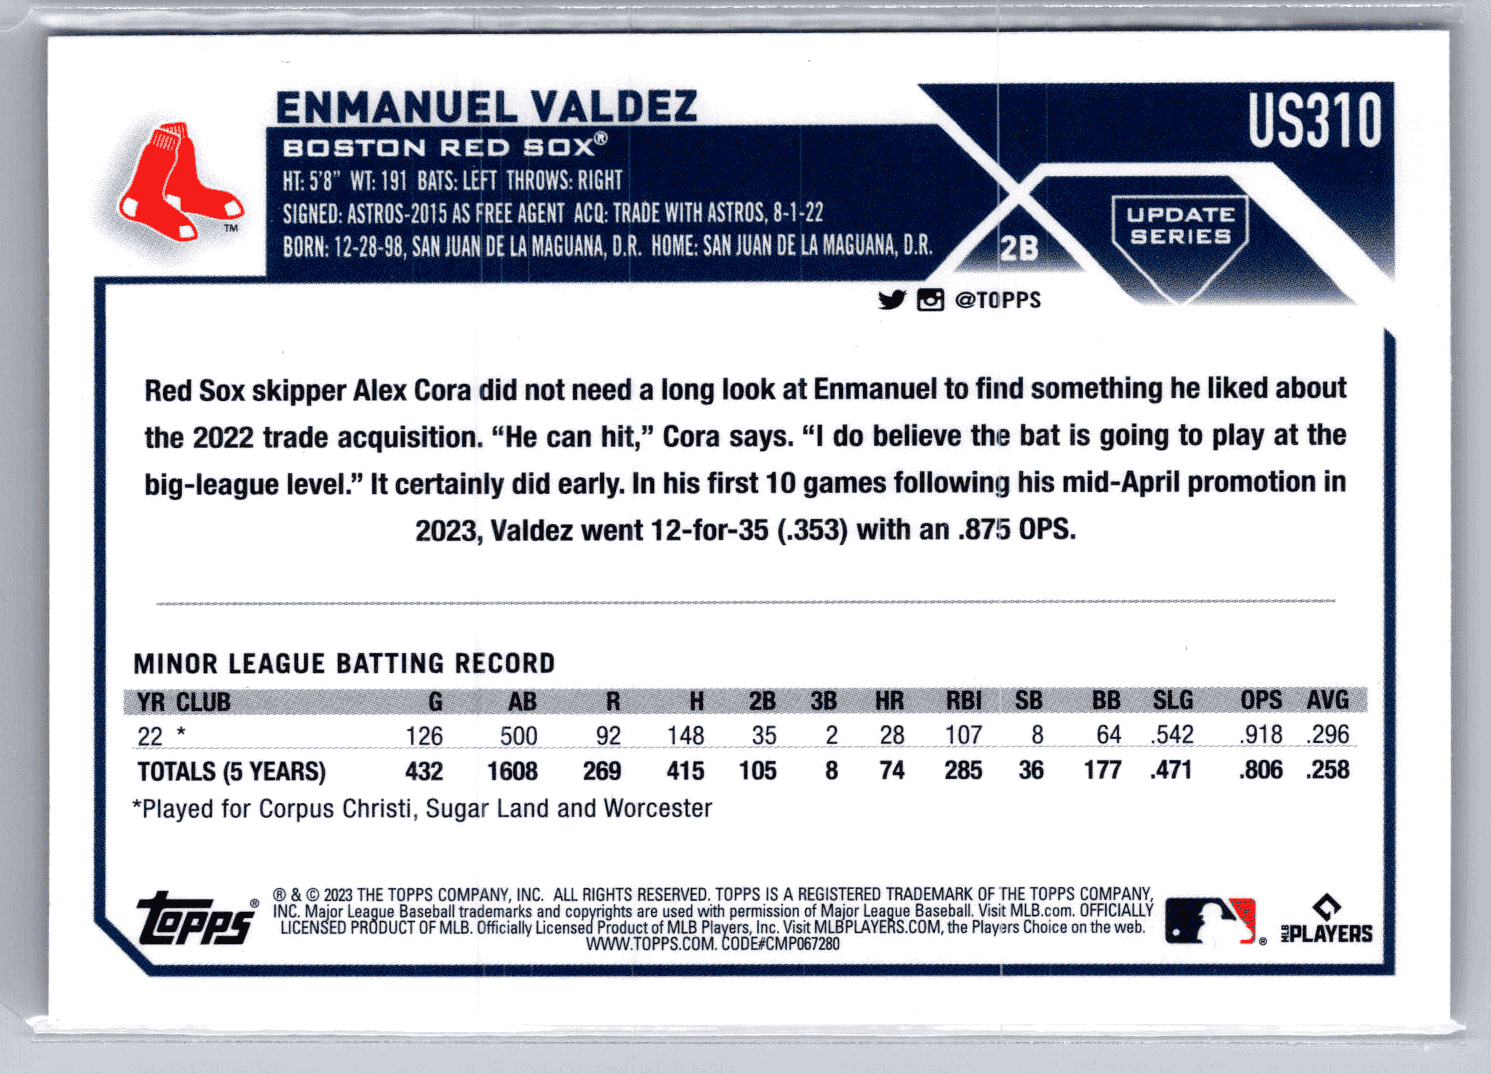 ENMANUEL VALDEZ
US310
BOSTON RED SOX®
HT: 5'8" WT: 191 BATS: LEFT THROWS: RIGHT
SIGNED: ASTROS-2015 AS FREE AGENT ACQ: TRADE WITH ASTROS, 8-1-22
BORN: 12-28-98, SAN JUAN DE LA MAGUANA, D.R. HOME: SAN JUAN DE LA MAGUANA, D.R.
2B
UPDATE
SERIES
TM
@TOPPS
Red Sox skipper Alex Cora did not need a long look at Enmanuel to find something he liked about
the 2022 trade acquisition. “He can hit,” Cora says. “I do believe the bat is going to play at the
big-league level.” It certainly did early. In his first 10 games following his mid-April promotion in
2023, Valdez went 12-for-35 (.353) with an .875 OPS.
MINOR LEAGUE BATTING RECORD
YR CLUB G AB R H 2B 3B HR RBI SB BB SLG OPS AVG
22 * 126 500 92 148 35 2 28 107 8 64 .542 .918 .296
TOTALS (5 YEARS) 432 1608 269 415 105 8 74 285 36 177 .471 .806 .258
*Played for Corpus Christi, Sugar Land and Worcester
topps®
® & © 2023 THE TOPPS COMPANY, INC. ALL RIGHTS RESERVED. TOPPS IS A REGISTERED TRADEMARK OF THE TOPPS COMPANY,
INC. Major League Baseball trademarks and copyrights are used with permission of Major League Baseball. Visit MLB.com. OFFICIALLY
LICENSED PRODUCT OF MLB. Officially Licensed Product of MLB Players, Inc. Visit MLBPLAYERS.COM, the Players Choice on the web.
WWW.TOPPS.COM. CODE#CMP067280
®
MLB PLAYERS